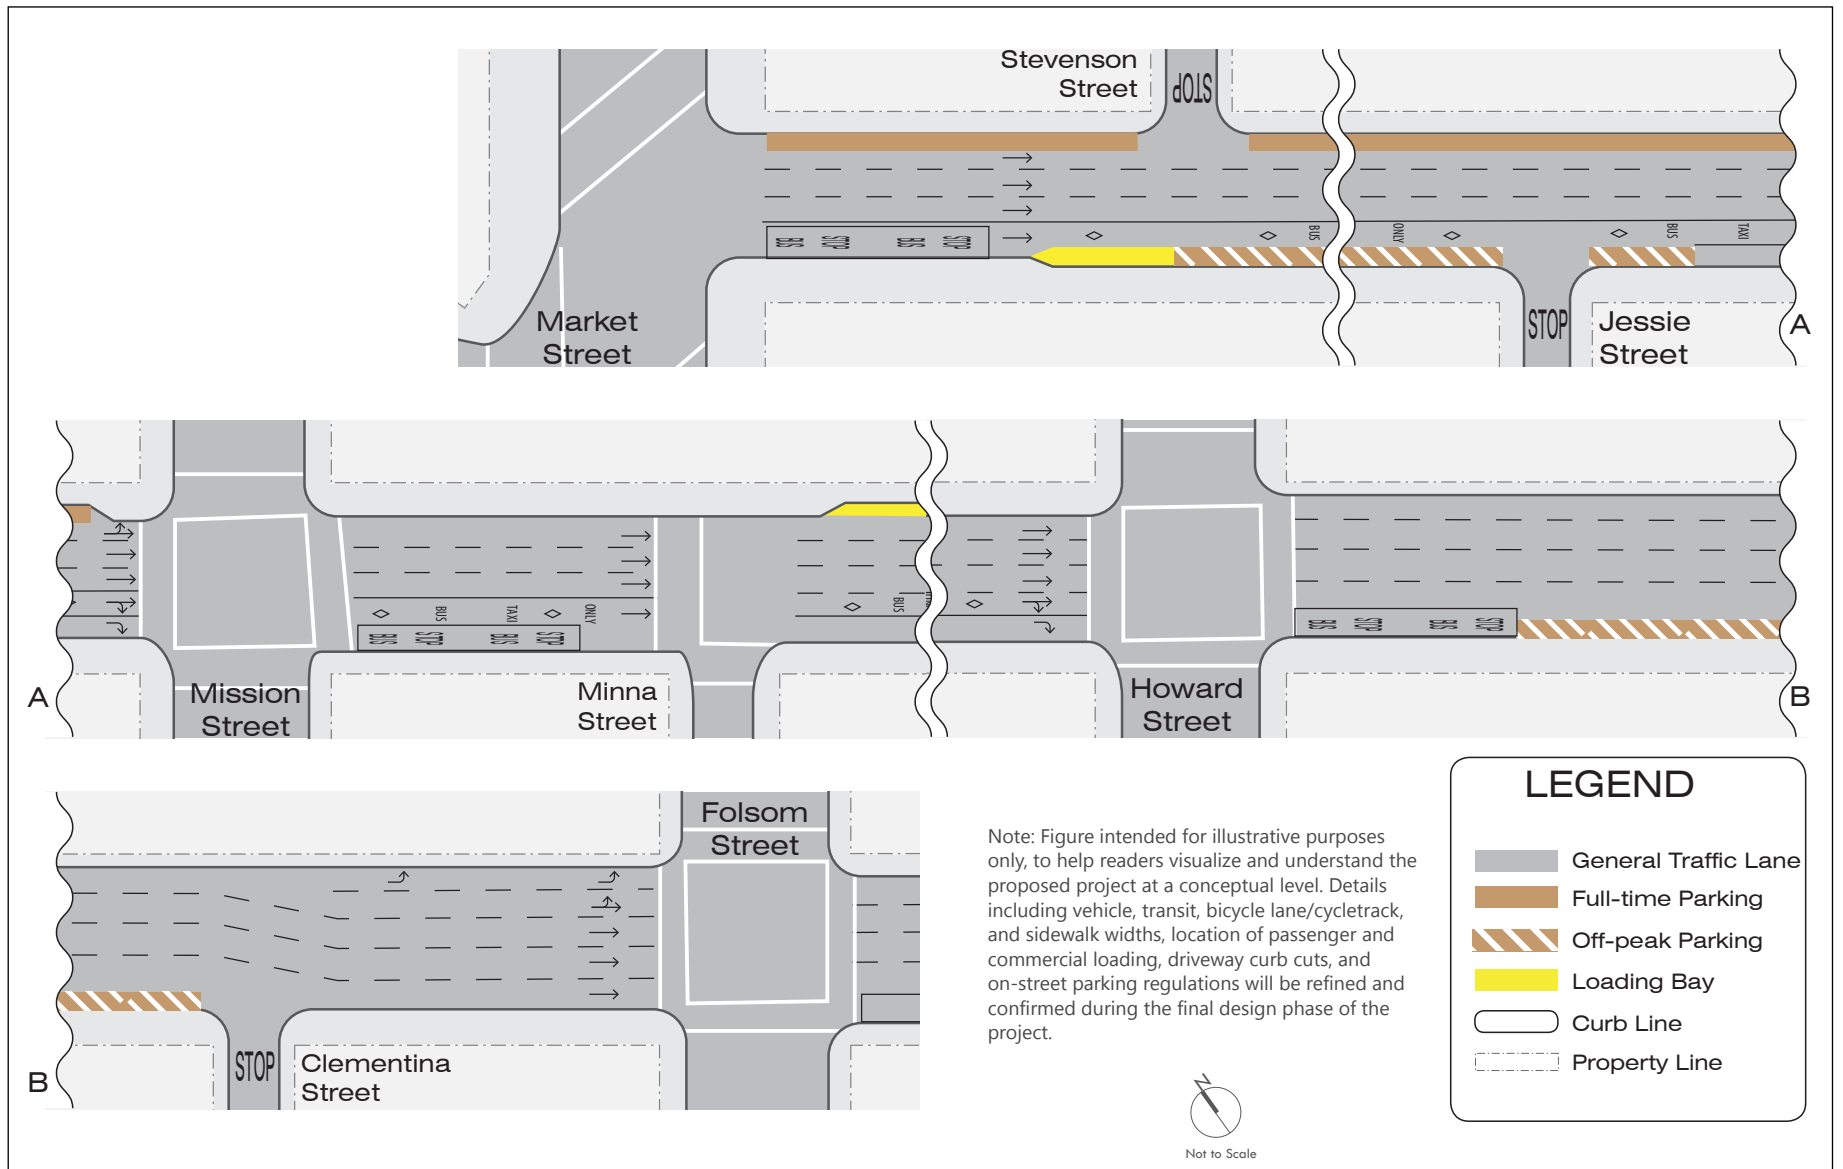 Stevenson
Street
STOP
BUS STOP BUS STOP
BUS ONLY BUS TAXI
Market
Street
STOP
Jessie
Street
A
BUS TAXI ONLY
BUS STOP BUS STOP
BUS
BUS STOP BUS STOP
A
Mission
Street
Minna
Street
Howard
Street
B
LEGEND
General Traffic Lane
Full-time Parking
Off-peak Parking
Loading Bay
Curb Line
Property Line
Folsom
Street
Note: Figure intended for illustrative purposes
only, to help readers visualize and understand the
proposed project at a conceptual level. Details
including vehicle, transit, bicycle lane/cycletrack,
and sidewalk widths, location of passenger and
commercial loading, driveway curb cuts, and
on-street parking regulations will be refined and
confirmed during the final design phase of the
project.
B
STOP
Clementina
Street
N
Not to Scale